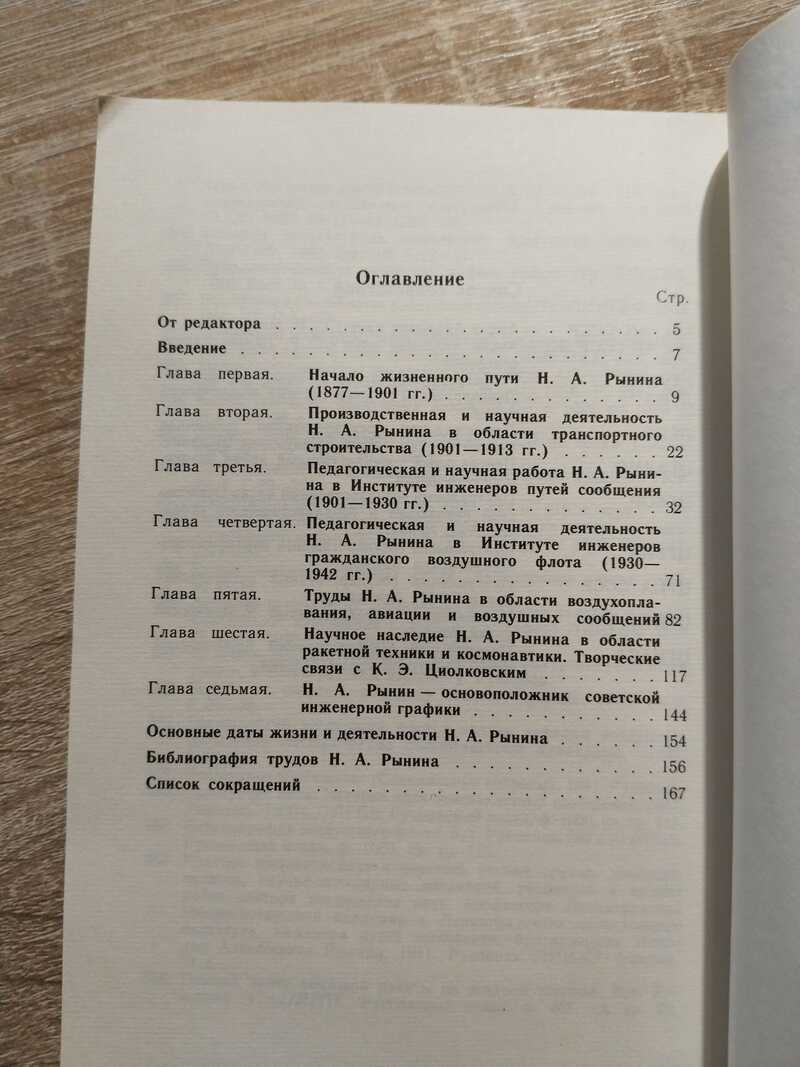 Оглавление
Стр.
От редактора . . . . . . . . . . . . . . . . . . . . . . 5
Введение . . . . . . . . . . . . . . . . . . . . . . . . 7
Глава первая. Начало жизненного пути Н. А. Рынина
(1877—1901 гг.) . . . . . . . . . . . . . 9
Глава вторая. Производственная и научная деятельность
Н. А. Рынина в области транспортного
строительства (1901—1913 гг.) . . . . . . 22
Глава третья. Педагогическая и научная работа Н. А. Рыни-
на в Институте инженеров путей сообщения
(1901—1930 гг.) . . . . . . . . . . . . . 32
Глава четвертая. Педагогическая и научная деятельность
Н. А. Рынина в Институте инженеров
гражданского воздушного флота (1930—
1942 гг.) . . . . . . . . . . . . . . . . 71
Глава пятая. Труды Н. А. Рынина в области воздухопла-
вания, авиации и воздушных сообщений 82
Глава шестая. Научное наследие Н. А. Рынина в области
ракетной техники и космонавтики. Творческие
связи с К. Э. Циолковским . . . . . . . 117
Глава седьмая. Н. А. Рынин — основоположник советской
инженерной графики . . . . . . . . . . . 144
Основные даты жизни и деятельности Н. А. Рынина . . . . . . 154
Библиография трудов Н. А. Рынина . . . . . . . . . . . 156
Список сокращений . . . . . . . . . . . . . . . . . . 167